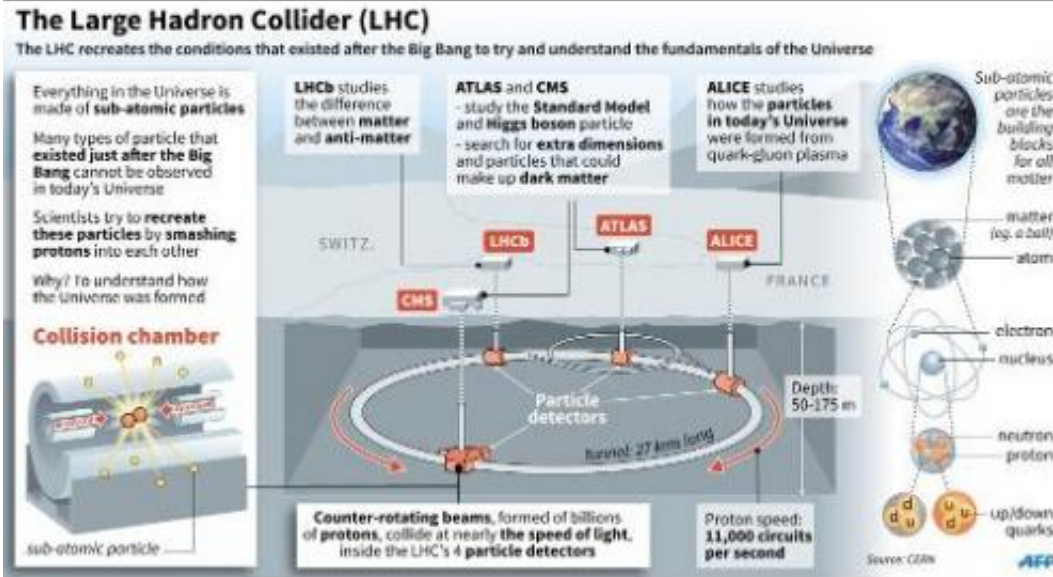 The Large Hadron Collider (LHC)
The LHC recreates the conditions that existed after the Big Bang to try and understand the fundamentals of the Universe
Everything in the Universe is
made of sub-atomic particles
Many types of particle that
existed just after the Big
Bang cannot be observed
in today's Universe
Scientists try to recreate
these particles by smashing
protons into each other
Why? To understand how
the Universe was formed
Collision chamber
sub-atomic particle
LHCb studies
the difference
between matter
and anti-matter
ATLAS and CMS
- study the Standard Model
and Higgs boson particle
- search for extra dimensions
and particles that could
make up dark matter
ALICE studies
how the particles
in today's Universe
were formed from
quark-gluon plasma
SWITZ.
LHCb
ATLAS
ALICE
CMS
FRANCE
Particle
detectors
tunnel: 27 kms long
Depth:
50-175 m
Counter-rotating beams, formed of billions
of protons, collide at nearly the speed of light,
inside the LHC's 4 particle detectors
Proton speed:
11,000 circuits
per second
Sub-atomic
particles
are the
building
blocks
for all
matter
matter
(eg. a ball)
atom
electron
nucleus
neutron
proton
d d u
u d u
up/down
quarks
Source: CERN
AFP